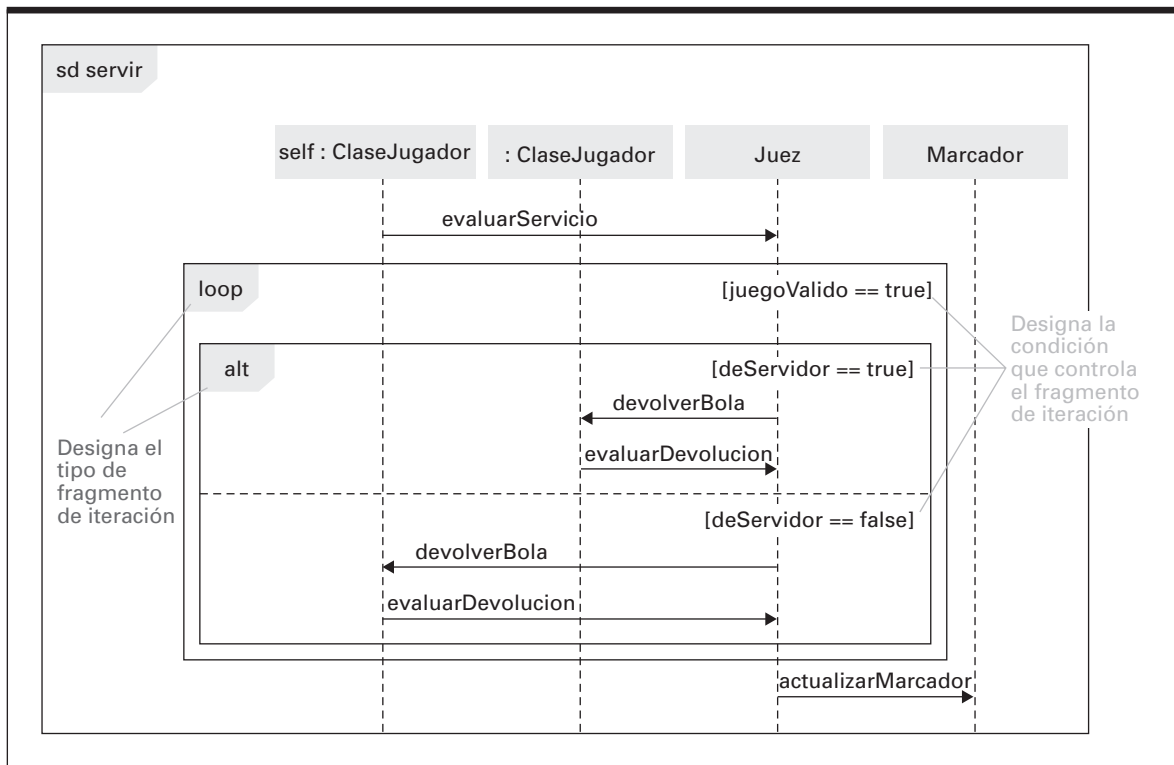 sd servir
self : ClaseJugador
: ClaseJugador
Juez
Marcador
evaluarServicio
loop
[juegoValido == true]
alt
[deServidor == true]
devolverBola
evaluarDevolucion
[deServidor == false]
devolverBola
evaluarDevolucion
actualizarMarcador
Designa el
tipo de
fragmento
de iteración
Designa la
condición
que controla
el fragmento
de iteración